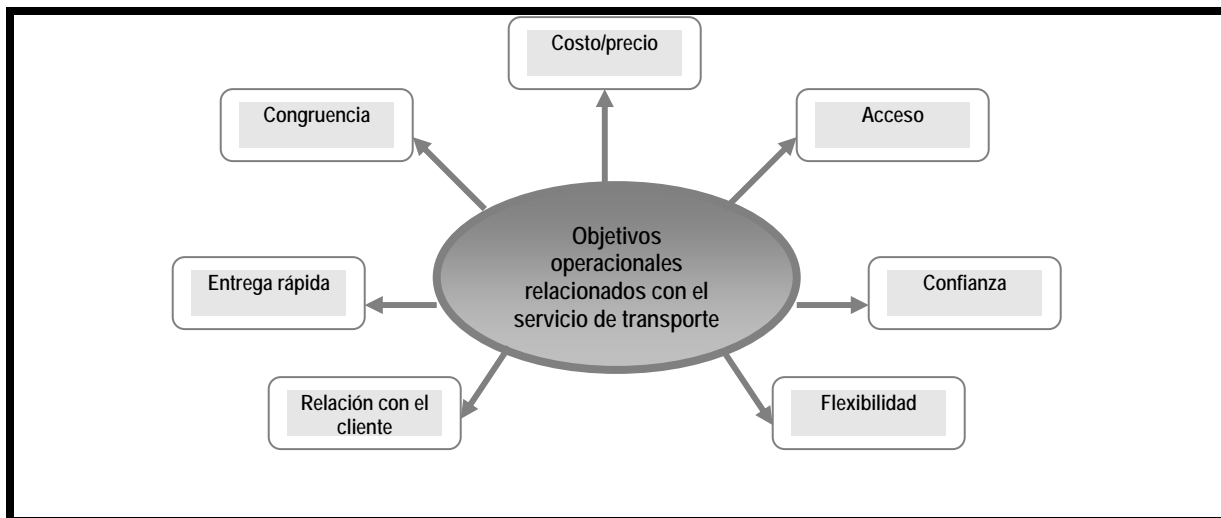 Costo/precio
Congruencia
Acceso
Objetivos
operacionales
relacionados con el
servicio de transporte
Entrega rápida
Confianza
Relación con el
cliente
Flexibilidad